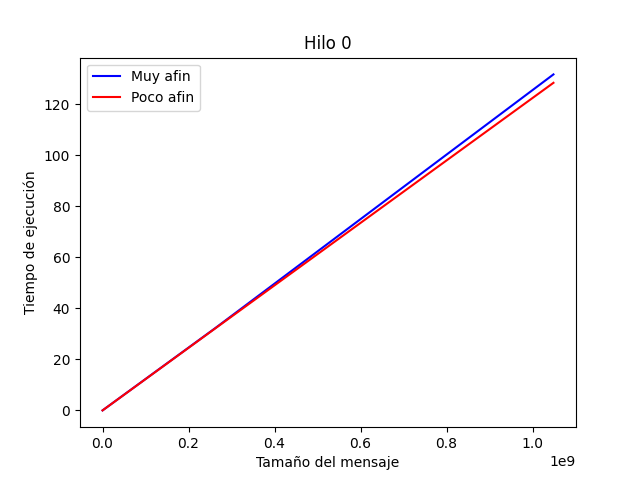 Hilo 0
Muy afin
Poco afin
Tiempo de ejecución
120
100
80
60
40
20
0
0.0 0.2 0.4 0.6 0.8 1.0
1e9
Tamaño del mensaje